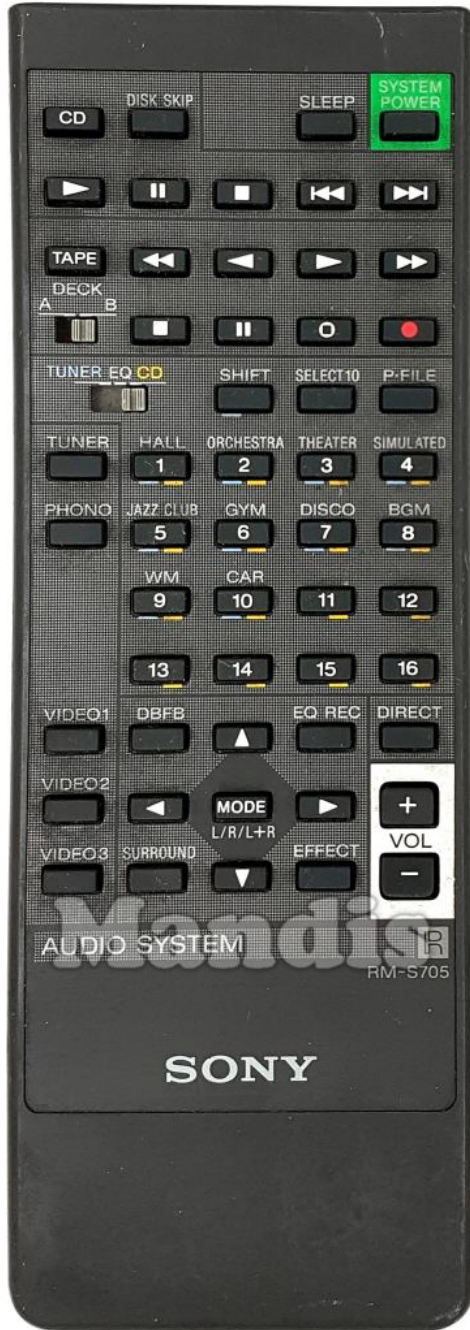 SYSTEM
DISK SKIP SLEEP POWER
CD
TAPE
DECK
A B
TUNER EQ CD SHIFT SELECT10 P·FILE
TUNER HALL ORCHESTRA THEATER SIMULATED
1 2 3 4
PHONO JAZZ CLUB GYM DISCO BGM
5 6 7 8
WM CAR
9 10 11 12
13 14 15 16
VIDEO1 DBFB EQ REC DIRECT
VIDEO2
MODE +
L/R/L+R VOL
VIDEO3 SURROUND EFFECT
−
Mandis
AUDIO SYSTEM R
RM-S705
SONY